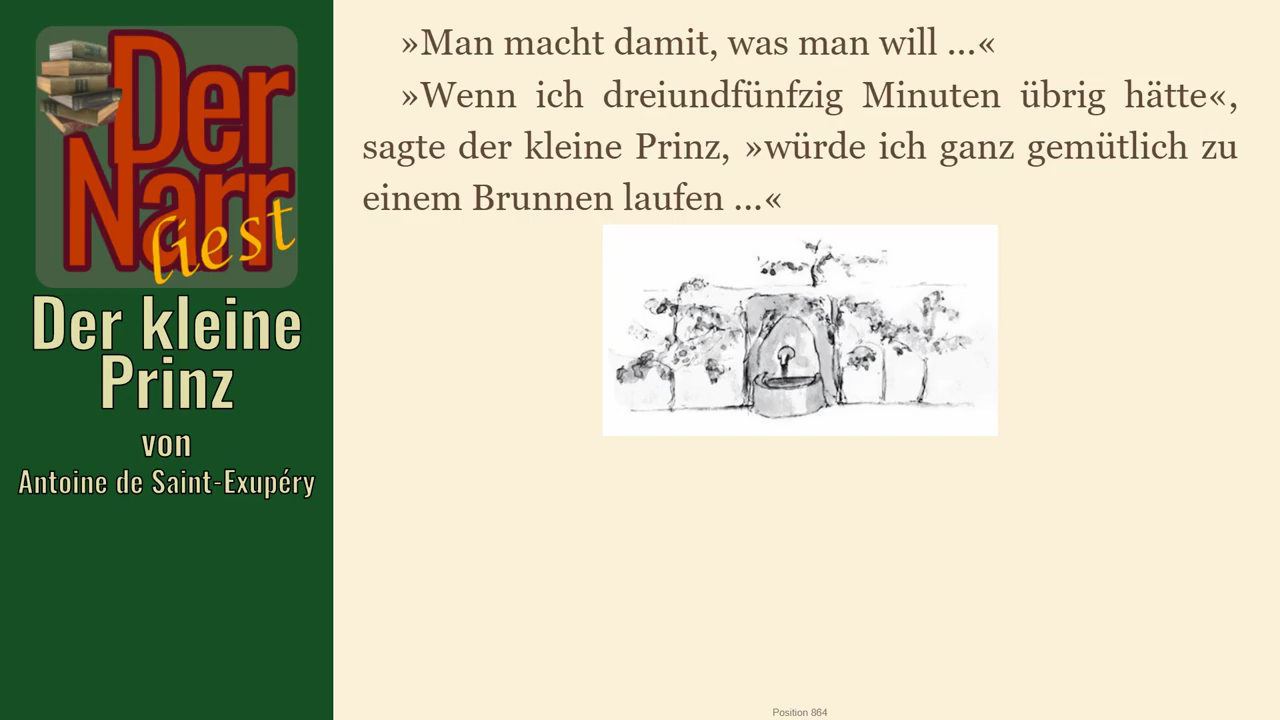 Der
Narr
liest
Der kleine
Prinz
von
Antoine de Saint-Exupéry
»Man macht damit, was man will ...«
»Wenn ich dreiundfünfzig Minuten übrig hätte«,
sagte der kleine Prinz, »würde ich ganz gemütlich zu
einem Brunnen laufen ...«
Position 864